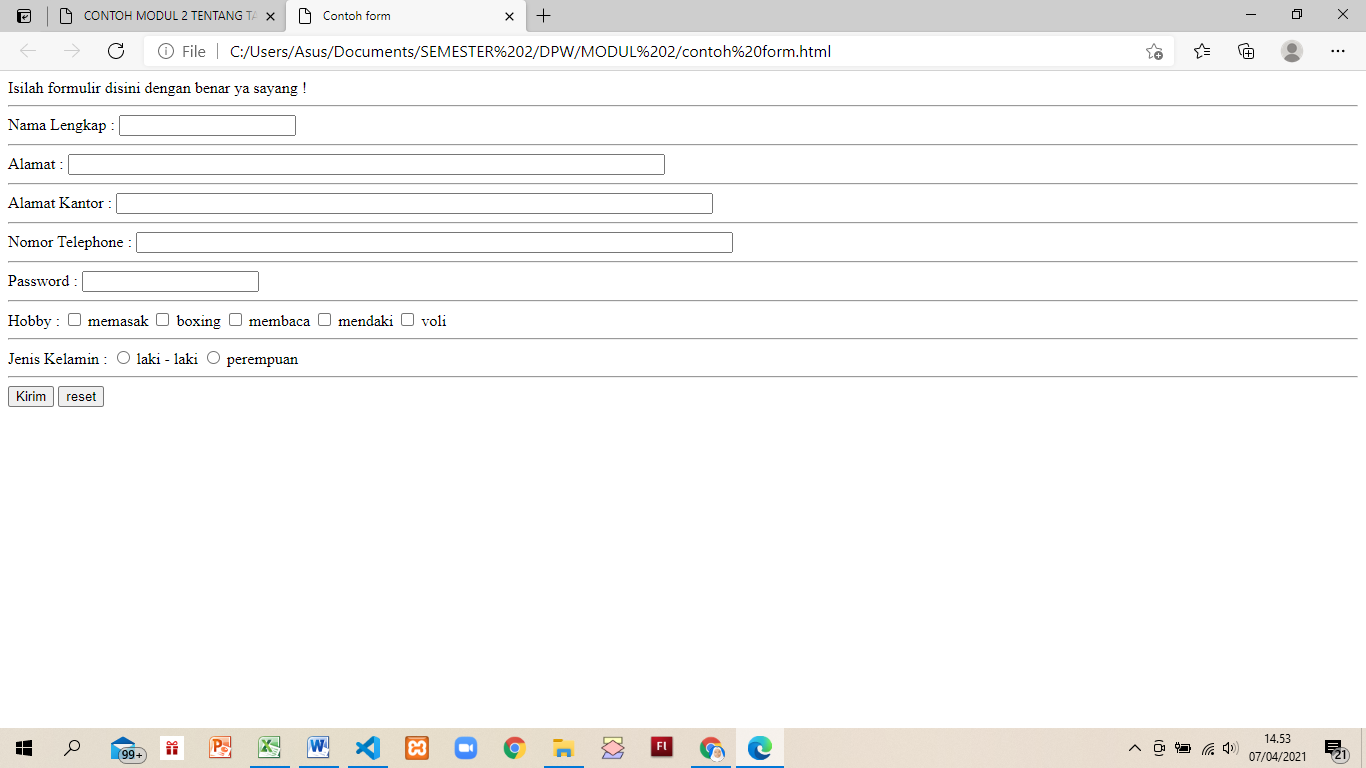 CONTOH MODUL 2 TENTANG TA
Contoh form
File
C:/Users/Asus/Documents/SEMESTER%202/DPW/MODUL%202/contoh%20form.html
Isilah formulir disini dengan benar ya sayang !
Nama Lengkap :
Alamat :
Alamat Kantor :
Nomor Telephone :
Password :
Hobby : memasak boxing membaca mendaki voli
Jenis Kelamin : laki - laki perempuan
Kirim reset
99+
Fl
14.53
07/04/2021
21